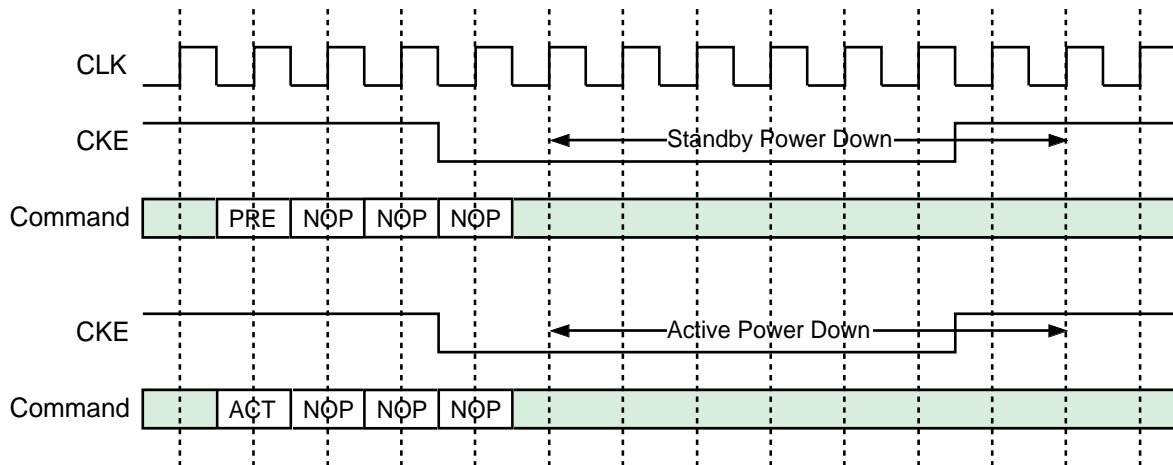 CLK
CKE
Standby Power Down
Command
PRE NOP NOP NOP
CKE
Active Power Down
Command
ACT NOP NOP NOP